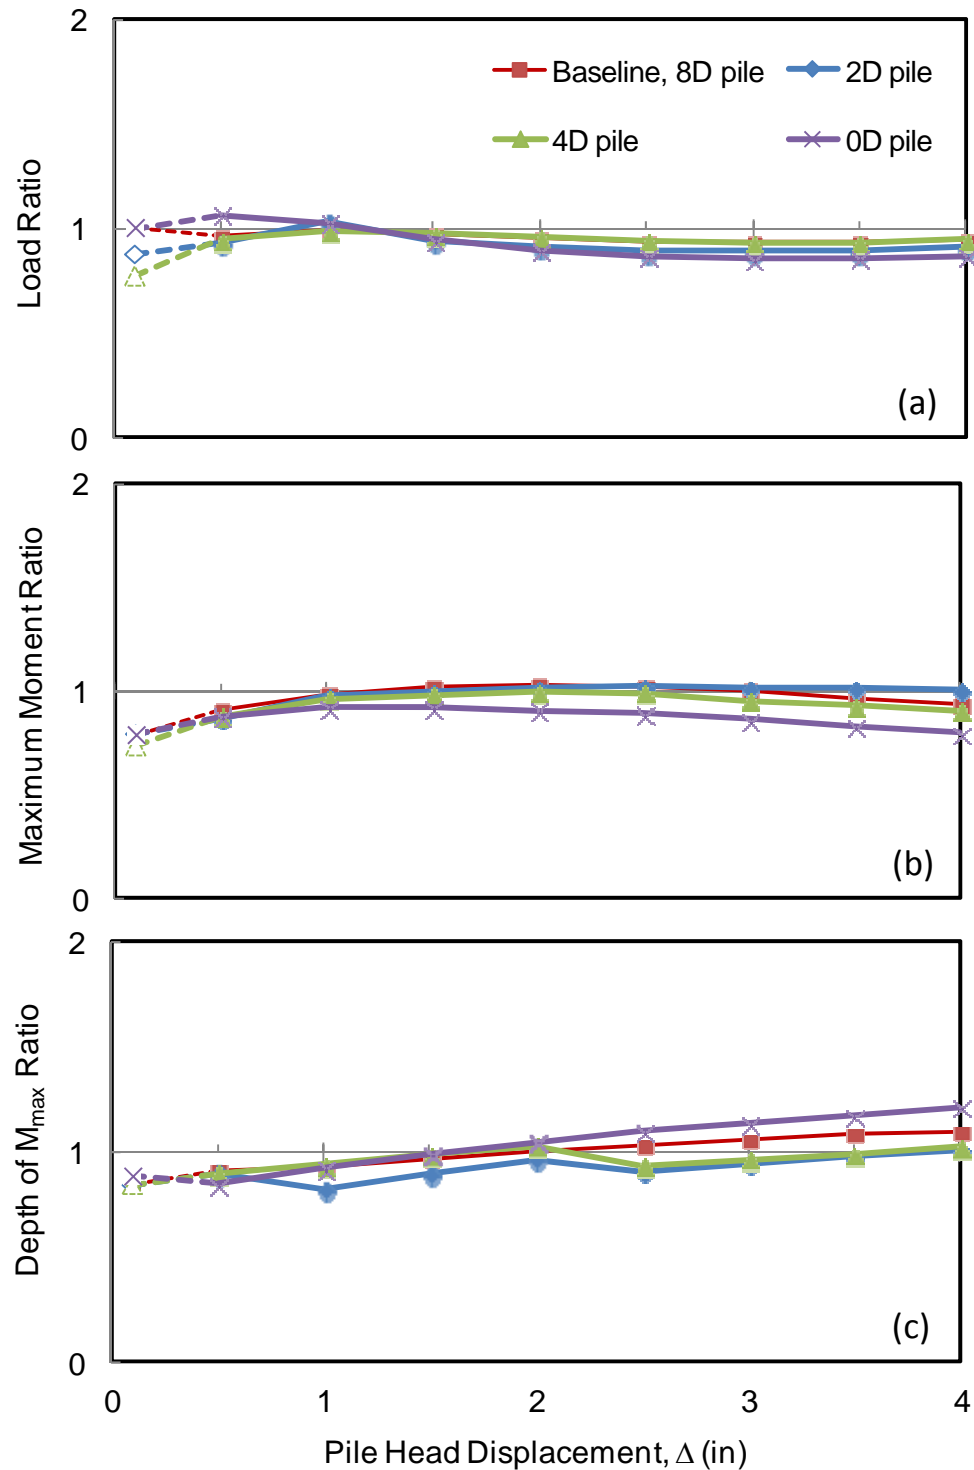 2
Baseline, 8D pile
2D pile
4D pile
0D pile
Load Ratio
1
(a)
0
2
Maximum Moment Ratio
1
(b)
0
2
Depth of Mmax Ratio
1
(c)
0
0 1 2 3 4
Pile Head Displacement, Δ (in)